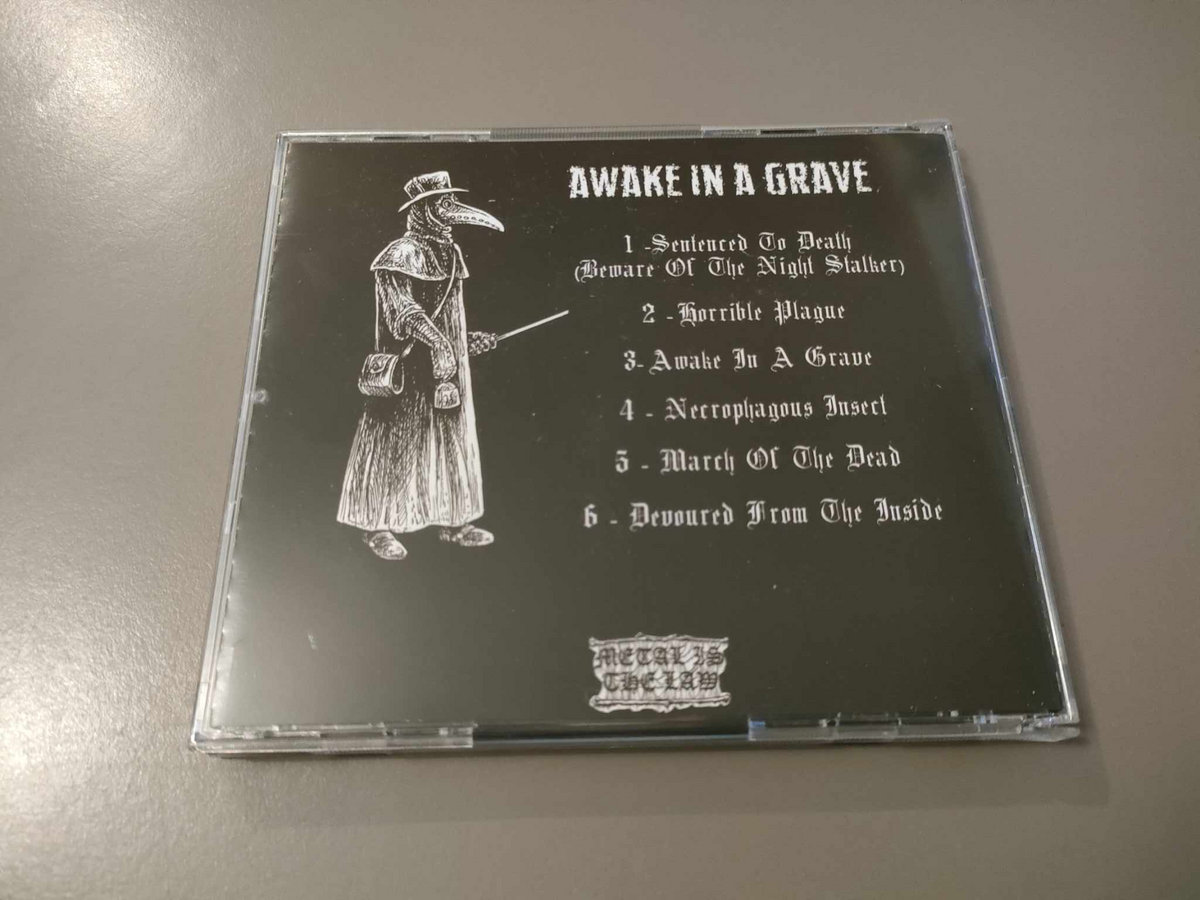 AWAKE IN A GRAVE
1 -Sentenced To Death
(Beware Of The Night Stalker)
2 -Horrible Plague
3-Awake In A Grave
4 - Necrophagous Insect
5 - March Of The Dead
6 - Devoured From The Inside
METAL IS
THE LAW